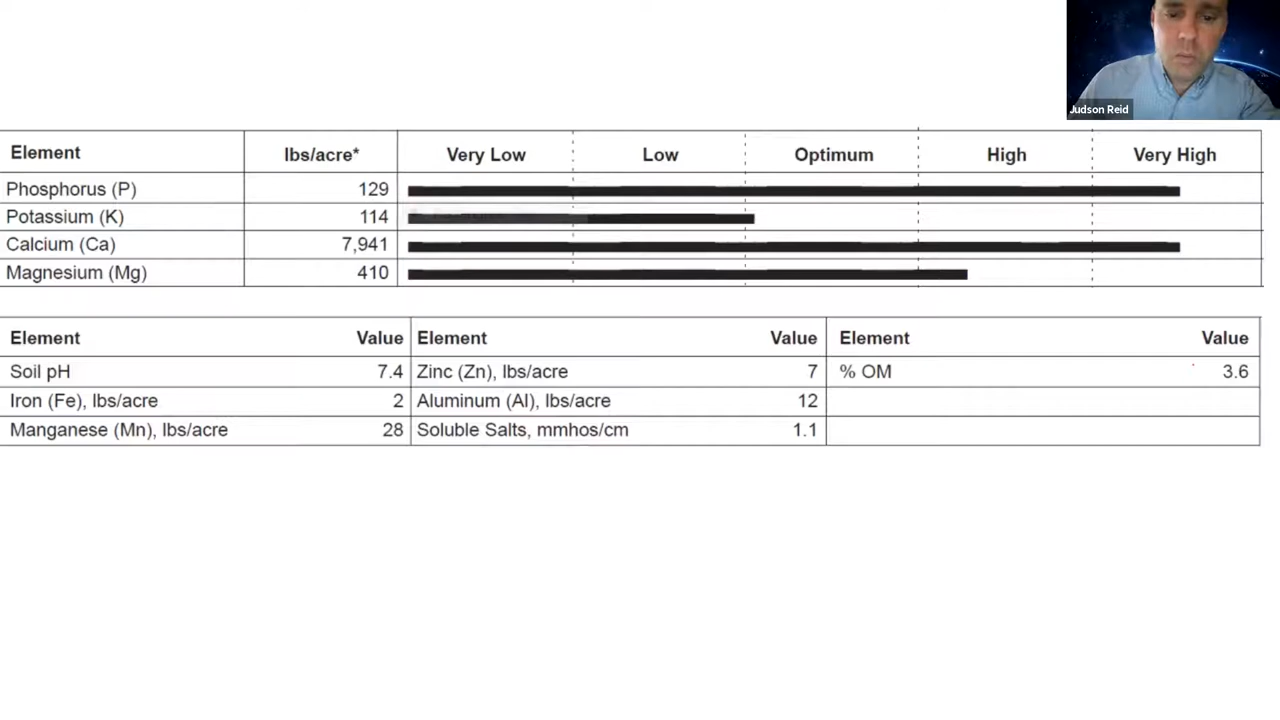 Judson Reid
Element lbs/acre* Very Low Low Optimum High Very High
Phosphorus (P) 129
Potassium (K) 114
Calcium (Ca) 7,941
Magnesium (Mg) 410
Element Value Element Value Element Value
Soil pH 7.4 Zinc (Zn), lbs/acre 7 % OM 3.6
Iron (Fe), lbs/acre 2 Aluminum (Al), lbs/acre 12
Manganese (Mn), lbs/acre 28 Soluble Salts, mmhos/cm 1.1